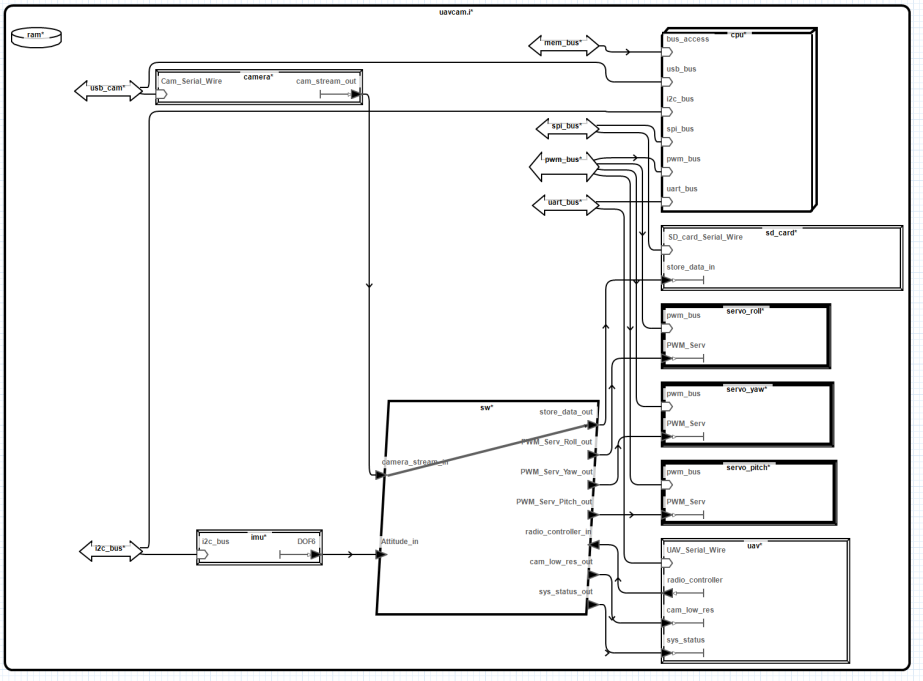 uavcam.i*
ram*
mem_bus*
bus_access
cpu*
usb_cam*
Cam_Serial_Wire
camera*
cam_stream_out
usb_bus
i2c_bus
spi_bus*
spi_bus
pwm_bus*
pwm_bus
uart_bus*
uart_bus
SD_card_Serial_Wire
sd_card*
store_data_in
pwm_bus
servo_roll*
PWM_Serv
pwm_bus
servo_yaw*
PWM_Serv
pwm_bus
servo_pitch*
PWM_Serv
sw*
store_data_out
PWM_Serv_Roll_out
camera_stream_in
PWM_Serv_Yaw_out
PWM_Serv_Pitch_out
radio_controller_in
Attitude_in
cam_low_res_out
sys_status_out
i2c_bus*
i2c_bus
imu*
DOF6
UAV_Serial_Wire
uav*
radio_controller
cam_low_res
sys_status